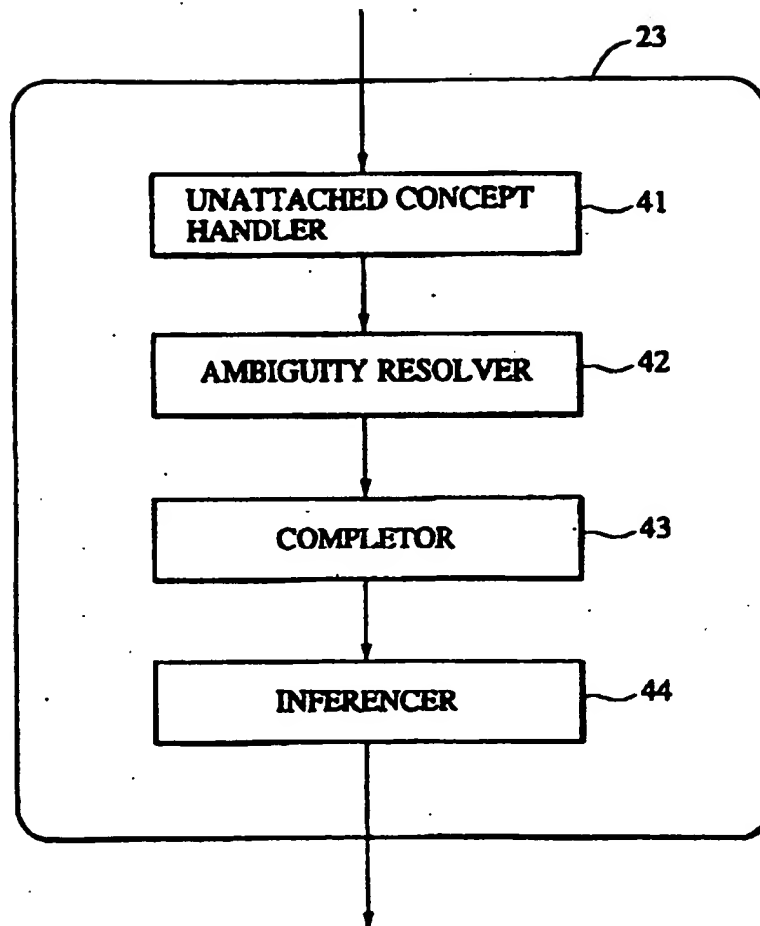 23
UNATTACHED CONCEPT
HANDLER
41
AMBIGUITY RESOLVER
42
COMPLETOR
43
INFERENCER
44